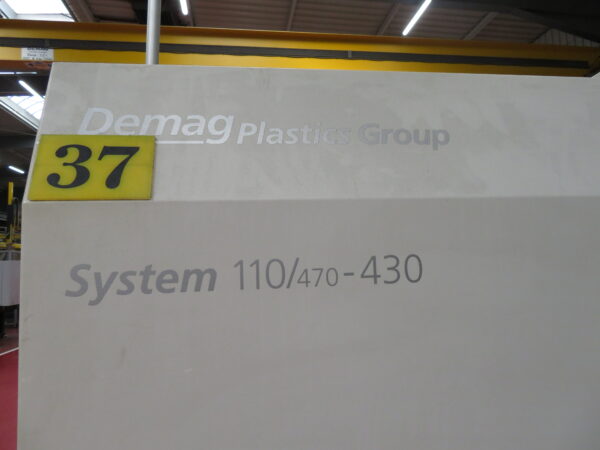 Demag Plastics Group
37
System 110/470-430